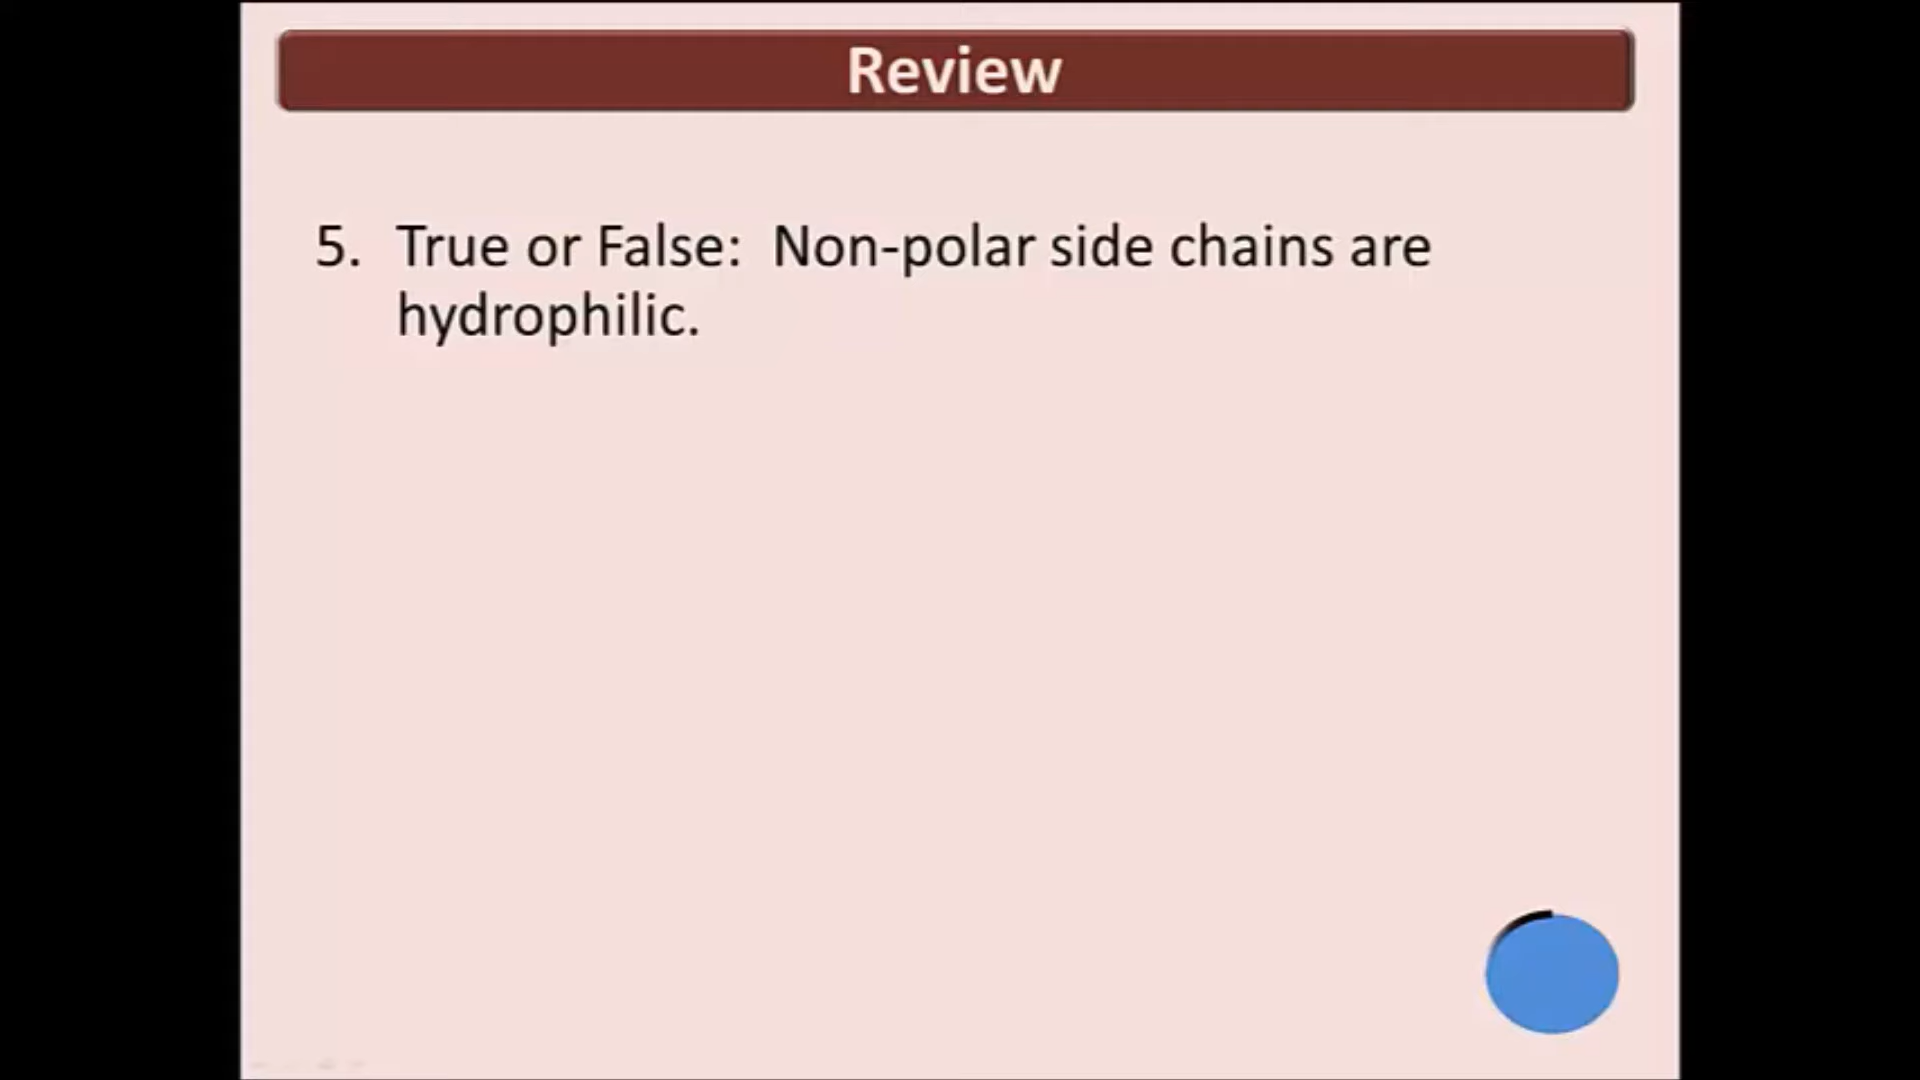 Review
5. True or False: Non-polar side chains are
hydrophilic.